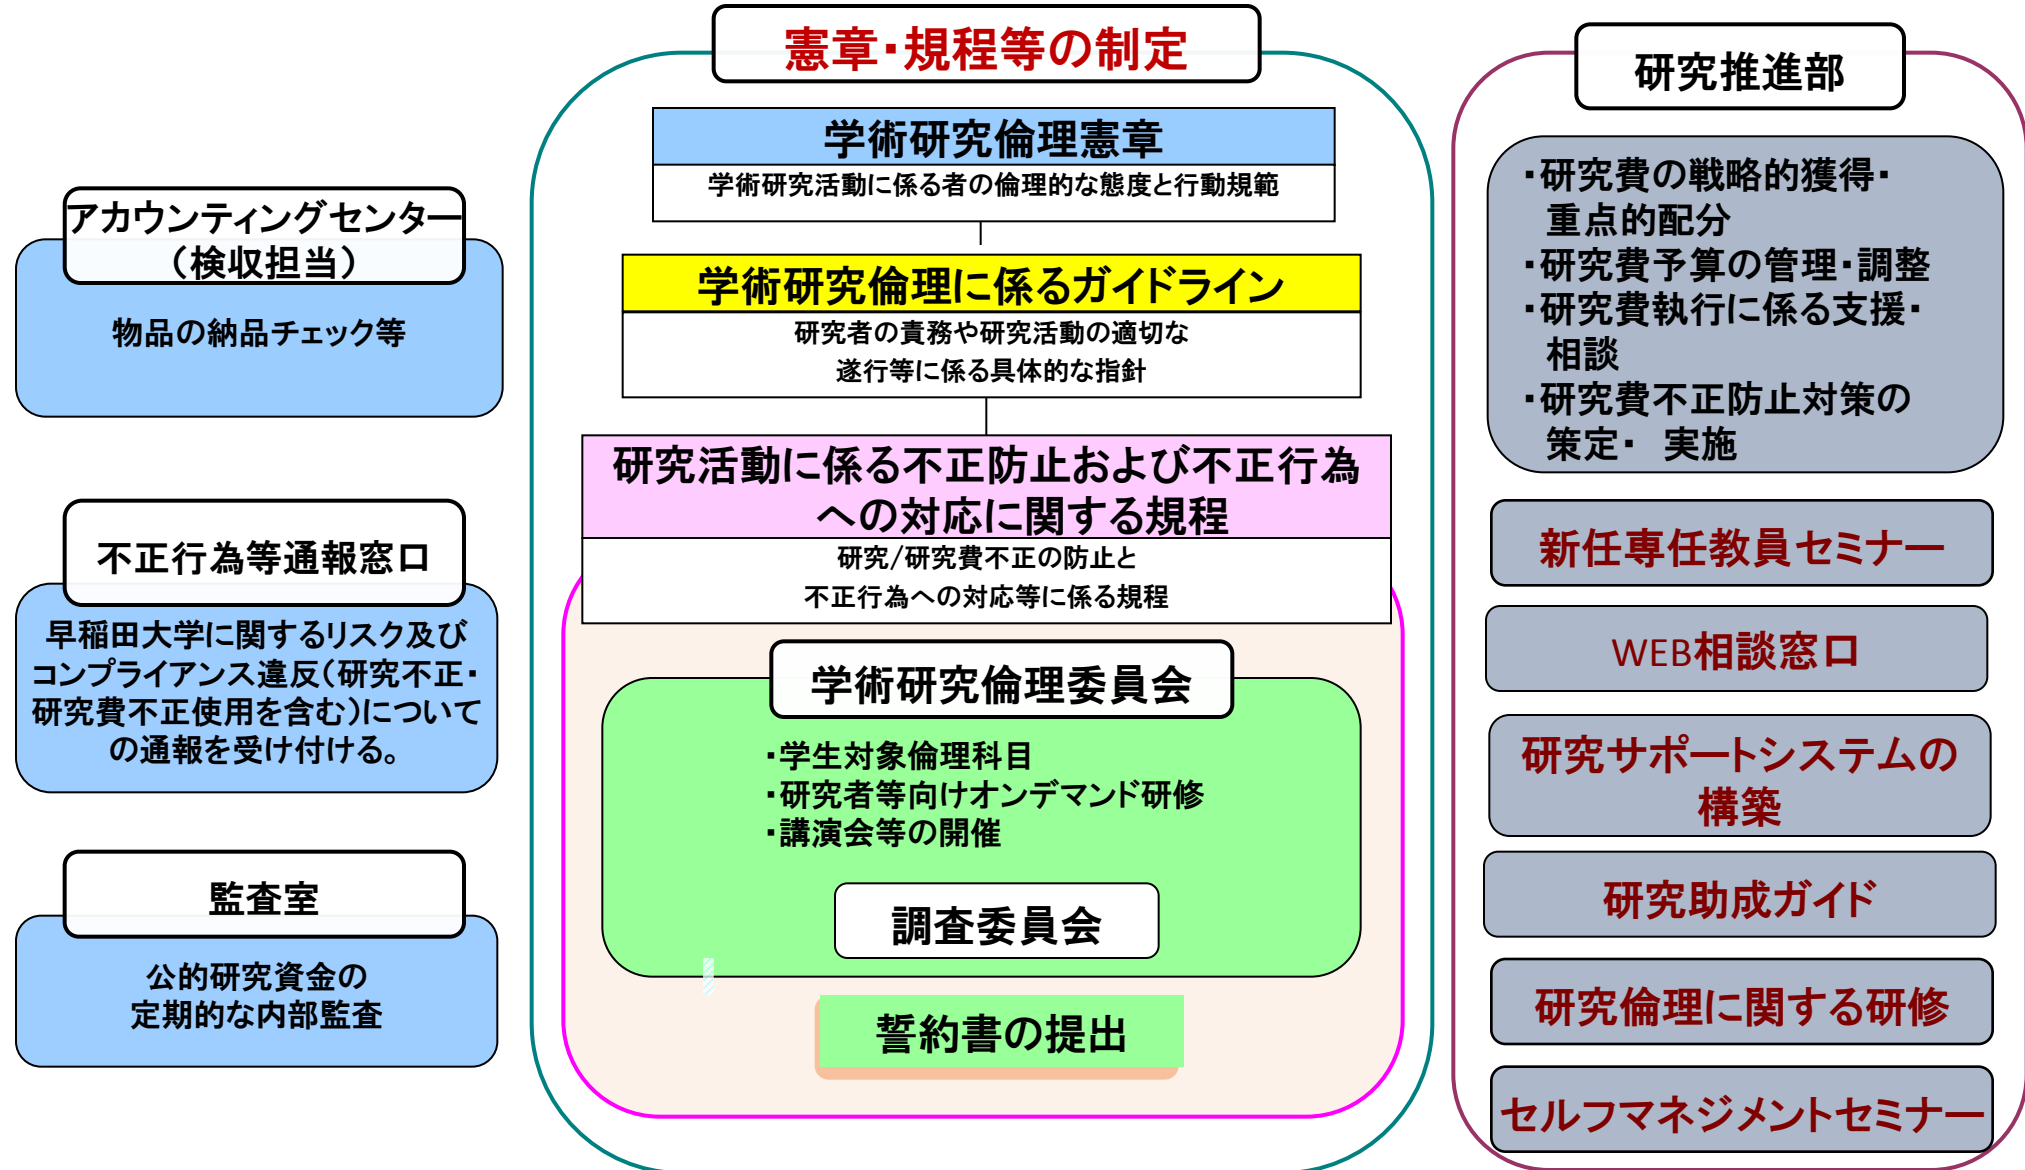 憲章・規程等の制定
学術研究倫理憲章
学術研究活動に係る者の倫理的な態度と行動規範
学術研究倫理に係るガイドライン
研究者の責務や研究活動の適切な
遂行等に係る具体的な指針
研究活動に係る不正防止および不正行為
への対応に関する規程
研究/研究費不正の防止と
不正行為への対応等に係る規程
学術研究倫理委員会
・学生対象倫理科目
・研究者等向けオンデマンド研修
・講演会等の開催
調査委員会
誓約書の提出
アカウンティングセンター
（検収担当）
物品の納品チェック等
不正行為等通報窓口
早稲田大学に関するリスク及び
コンプライアンス違反（研究不正・
研究費不正使用を含む）について
の通報を受け付ける。
監査室
公的研究資金の
定期的な内部監査
研究推進部
・研究費の戦略的獲得・
重点的配分
・研究費予算の管理・調整
・研究費執行に係る支援・
相談
・研究費不正防止対策の
策定・ 実施
新任専任教員セミナー
WEB相談窓口
研究サポートシステムの
構築
研究助成ガイド
研究倫理に関する研修
セルフマネジメントセミナー